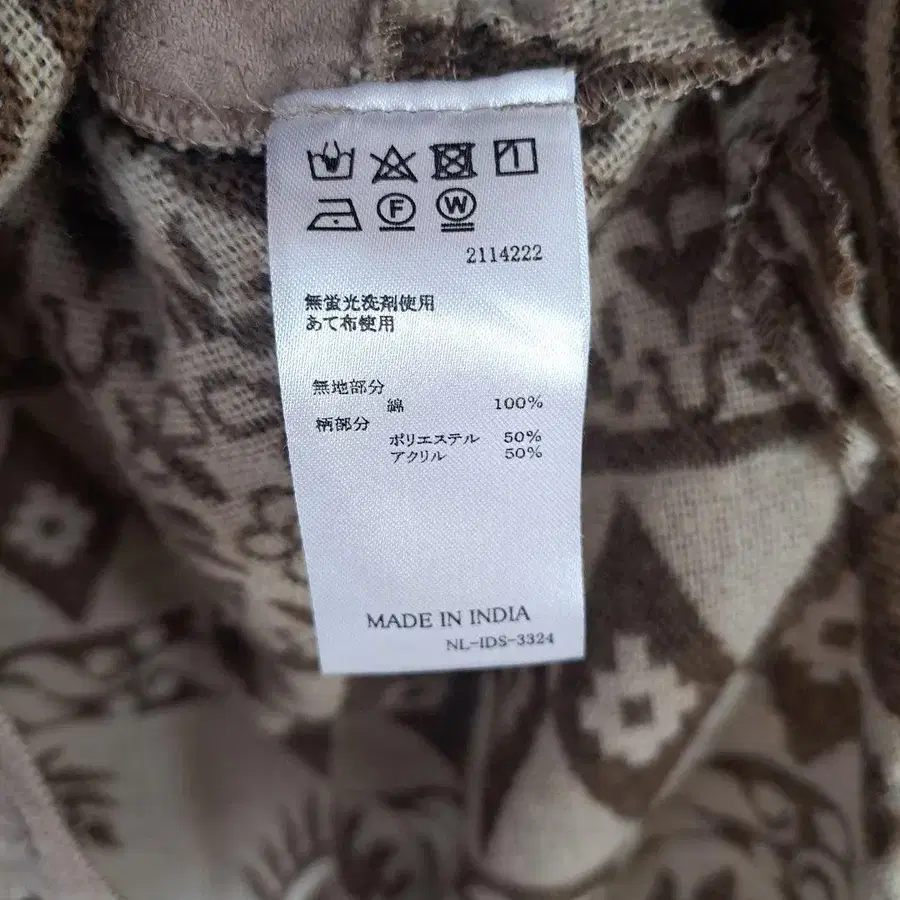 F W
2114222
無蛍光洗剤使用
あて布使用
無地部分
綿 100%
柄部分
ポリエステル 50%
アクリル 50%
MADE IN INDIA
NL-IDS-3324